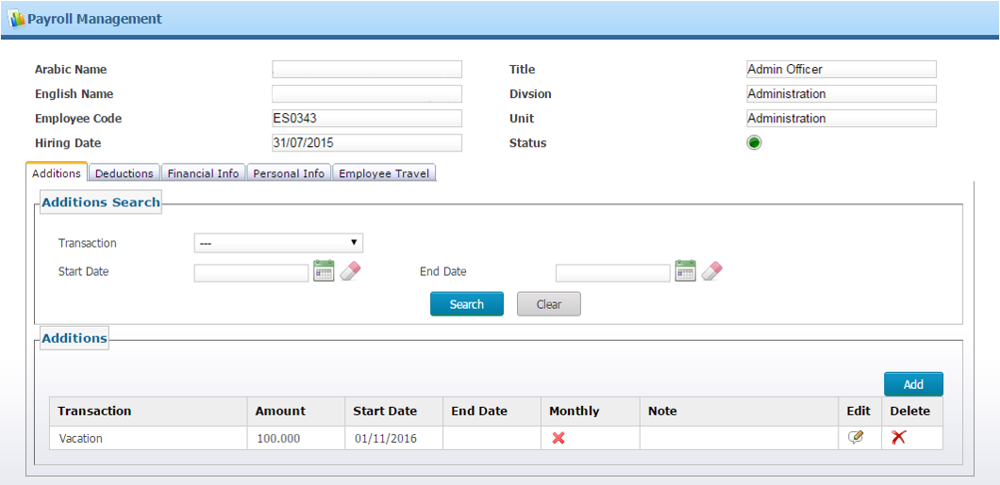 Payroll Management
Arabic Name
Title Admin Officer
English Name
Divsion Administration
Employee Code ES0343
Unit Administration
Hiring Date 31/07/2015
Status
Additions Deductions Financial Info Personal Info Employee Travel
Additions Search
Transaction ---
Start Date End Date
Search Clear
Additions
Add
Transaction Amount Start Date End Date Monthly Note Edit Delete
Vacation 100.000 01/11/2016